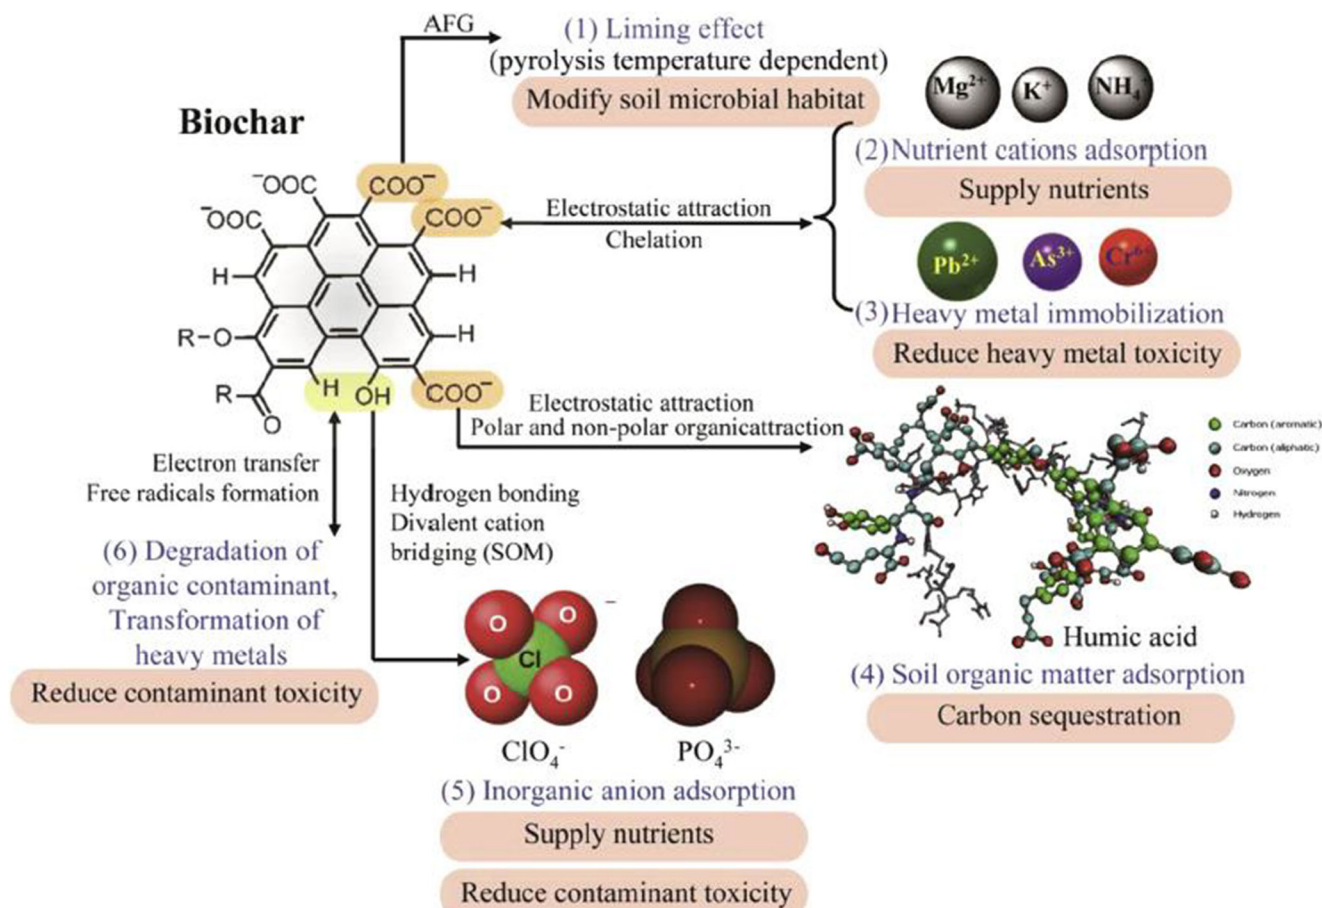 AFG
(1) Liming effect
(pyrolysis temperature dependent)
Modify soil microbial habitat
Mg²⁺
K⁺
NH₄⁺
Biochar
(2) Nutrient cations adsorption
Supply nutrients
⁻OOC
COO⁻
⁻OOC
COO⁻
Electrostatic attraction
Chelation
Pb²⁺
As³⁺
Cr⁶⁺
H
H
(3) Heavy metal immobilization
Reduce heavy metal toxicity
R-O
H
R
O
H
OH
COO⁻
Electrostatic attraction
Polar and non-polar organicattraction
Carbon (aromatic)
Carbon (aliphatic)
Oxygen
Nitrogen
Hydrogen
Electron transfer
Free radicals formation
Hydrogen bonding
Divalent cation
bridging (SOM)
(6) Degradation of
organic contaminant,
Transformation of
heavy metals
Reduce contaminant toxicity
O
O
Cl
O
O
⁻
Humic acid
(4) Soil organic matter adsorption
Carbon sequestration
ClO₄⁻
PO₄³⁻
(5) Inorganic anion adsorption
Supply nutrients
Reduce contaminant toxicity